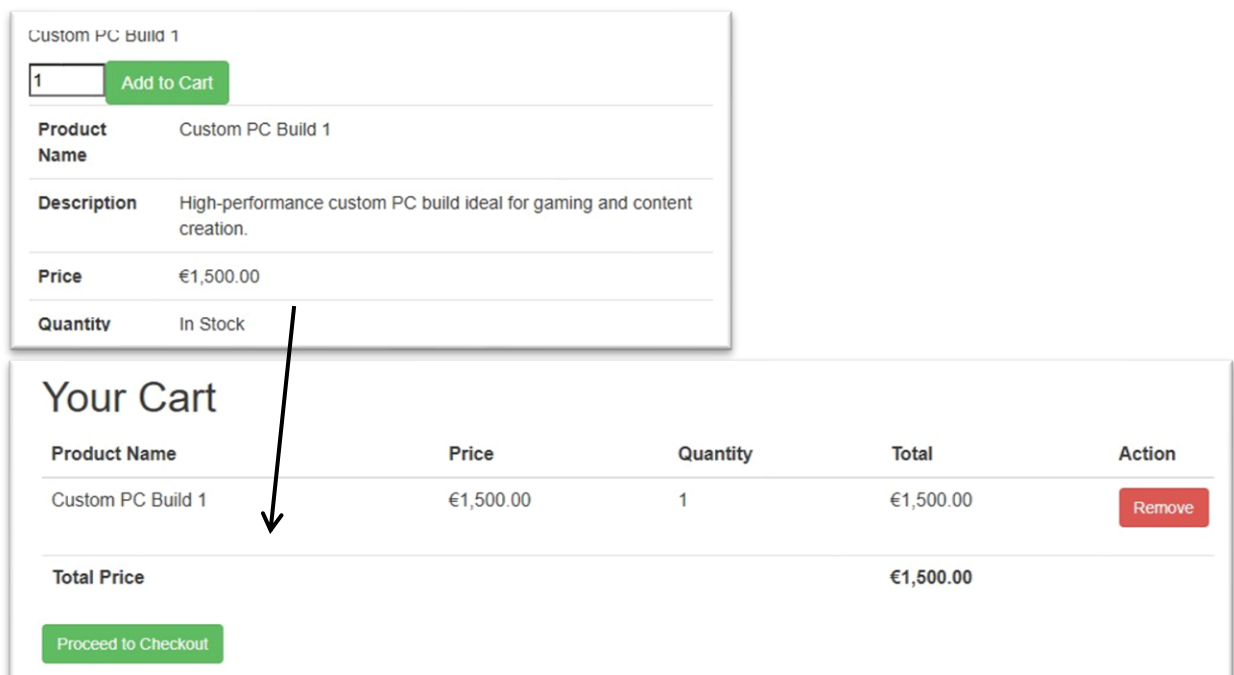 Custom PC Build 1
1 Add to Cart
Product Name Custom PC Build 1
Description High-performance custom PC build ideal for gaming and content
creation.
Price €1,500.00
Quantity In Stock
Your Cart
Product Name Price Quantity Total Action
Custom PC Build 1 €1,500.00 1 €1,500.00 Remove
Total Price €1,500.00
Proceed to Checkout